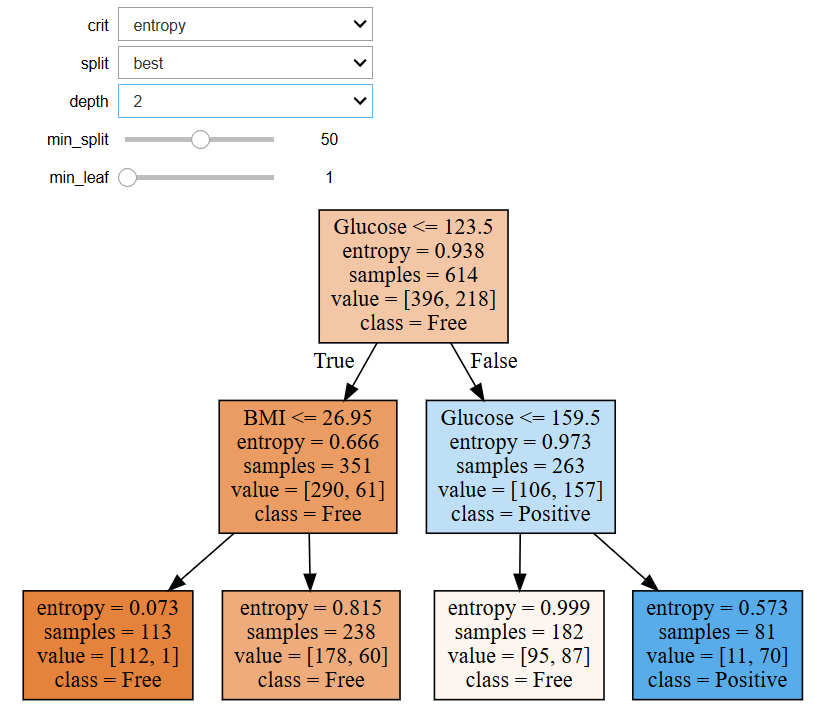 crit entropy
split best
depth 2
min_split 50
min_leaf 1
Glucose <= 123.5
entropy = 0.938
samples = 614
value = [396, 218]
class = Free
True
False
BMI <= 26.95
entropy = 0.666
samples = 351
value = [290, 61]
class = Free
Glucose <= 159.5
entropy = 0.973
samples = 263
value = [106, 157]
class = Positive
entropy = 0.073
samples = 113
value = [112, 1]
class = Free
entropy = 0.815
samples = 238
value = [178, 60]
class = Free
entropy = 0.999
samples = 182
value = [95, 87]
class = Free
entropy = 0.573
samples = 81
value = [11, 70]
class = Positive